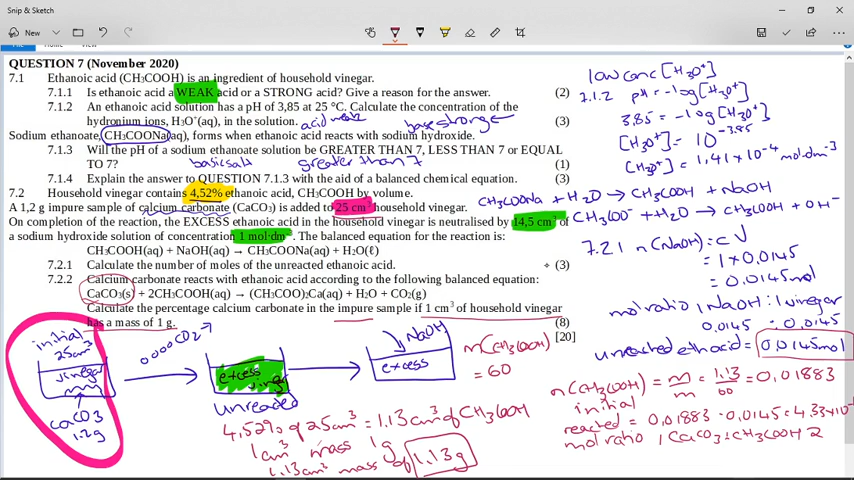 Snip & Sketch
New
QUESTION 7 (November 2020)
7.1 Ethanoic acid (CH3COOH) is an ingredient of household vinegar.
7.1.1 Is ethanoic acid a WEAK acid or a STRONG acid? Give a reason for the answer. (2)
7.1.2 An ethanoic acid solution has a pH of 3,85 at 25 °C. Calculate the concentration of the
hydronium ions, H3O⁺(aq), in the solution. (3)
acid weak
base strong
Sodium ethanoate, CH3COONa(aq), forms when ethanoic acid reacts with sodium hydroxide.
7.1.3 Will the pH of a sodium ethanoate solution be GREATER THAN 7, LESS THAN 7 or EQUAL
TO 7? (1)
basic salt greater than 7
7.1.4 Explain the answer to QUESTION 7.1.3 with the aid of a balanced chemical equation. (3)
7.2 Household vinegar contains 4,52% ethanoic acid, CH3COOH by volume.
A 1,2 g impure sample of calcium carbonate (CaCO3) is added to 25 cm³ household vinegar.
On completion of the reaction, the EXCESS ethanoic acid in the household vinegar is neutralised by 14,5 cm³ of
a sodium hydroxide solution of concentration 1 mol·dm⁻³. The balanced equation for the reaction is:
CH3COOH(aq) + NaOH(aq) → CH3COONa(aq) + H2O(ℓ)
7.2.1 Calculate the number of moles of the unreacted ethanoic acid. (3)
7.2.2 Calcium carbonate reacts with ethanoic acid according to the following balanced equation:
CaCO3(s) + 2CH3COOH(aq) → (CH3COO)2Ca(aq) + H2O + CO2(g)
Calculate the percentage calcium carbonate in the impure sample if 1 cm³ of household vinegar
has a mass of 1 g. (8)
[20]
low conc [H3O⁺]
7.1.2 pH = -log[H3O⁺]
3.85 = -log[H3O⁺]
[H3O⁺] = 10^-3.85
[H3O⁺] = 1.41 × 10⁻⁴ mol·dm⁻³
CH3COONa + H2O → CH3COOH + NaOH
CH3COO⁻ + H2O → CH3COOH + OH⁻
7.2.1 n(NaOH) = cV
= 1 × 0.0145
= 0.0145mol
mol ratio 1NaOH : 1vinegar
0.0145 : 0.0145
unreacted ethacid = 0,0145mol
initial
25cm³
vinegar
CaCO3
1.2g
CO2
excess
unreacted
NaOH
excess
4,52% of 25cm³ = 1.13cm³ of CH3COOH
1cm³ mass 1g
1.13cm³ mass of 1.13g
M(CH3COOH)
= 60
n(CH3COOH) = m/M = 1.13/60 = 0.01883
initial
reacted = 0.01883 - 0.0145 = 4.33×10
mol ratio 1CaCO3 : CH3COOH 2